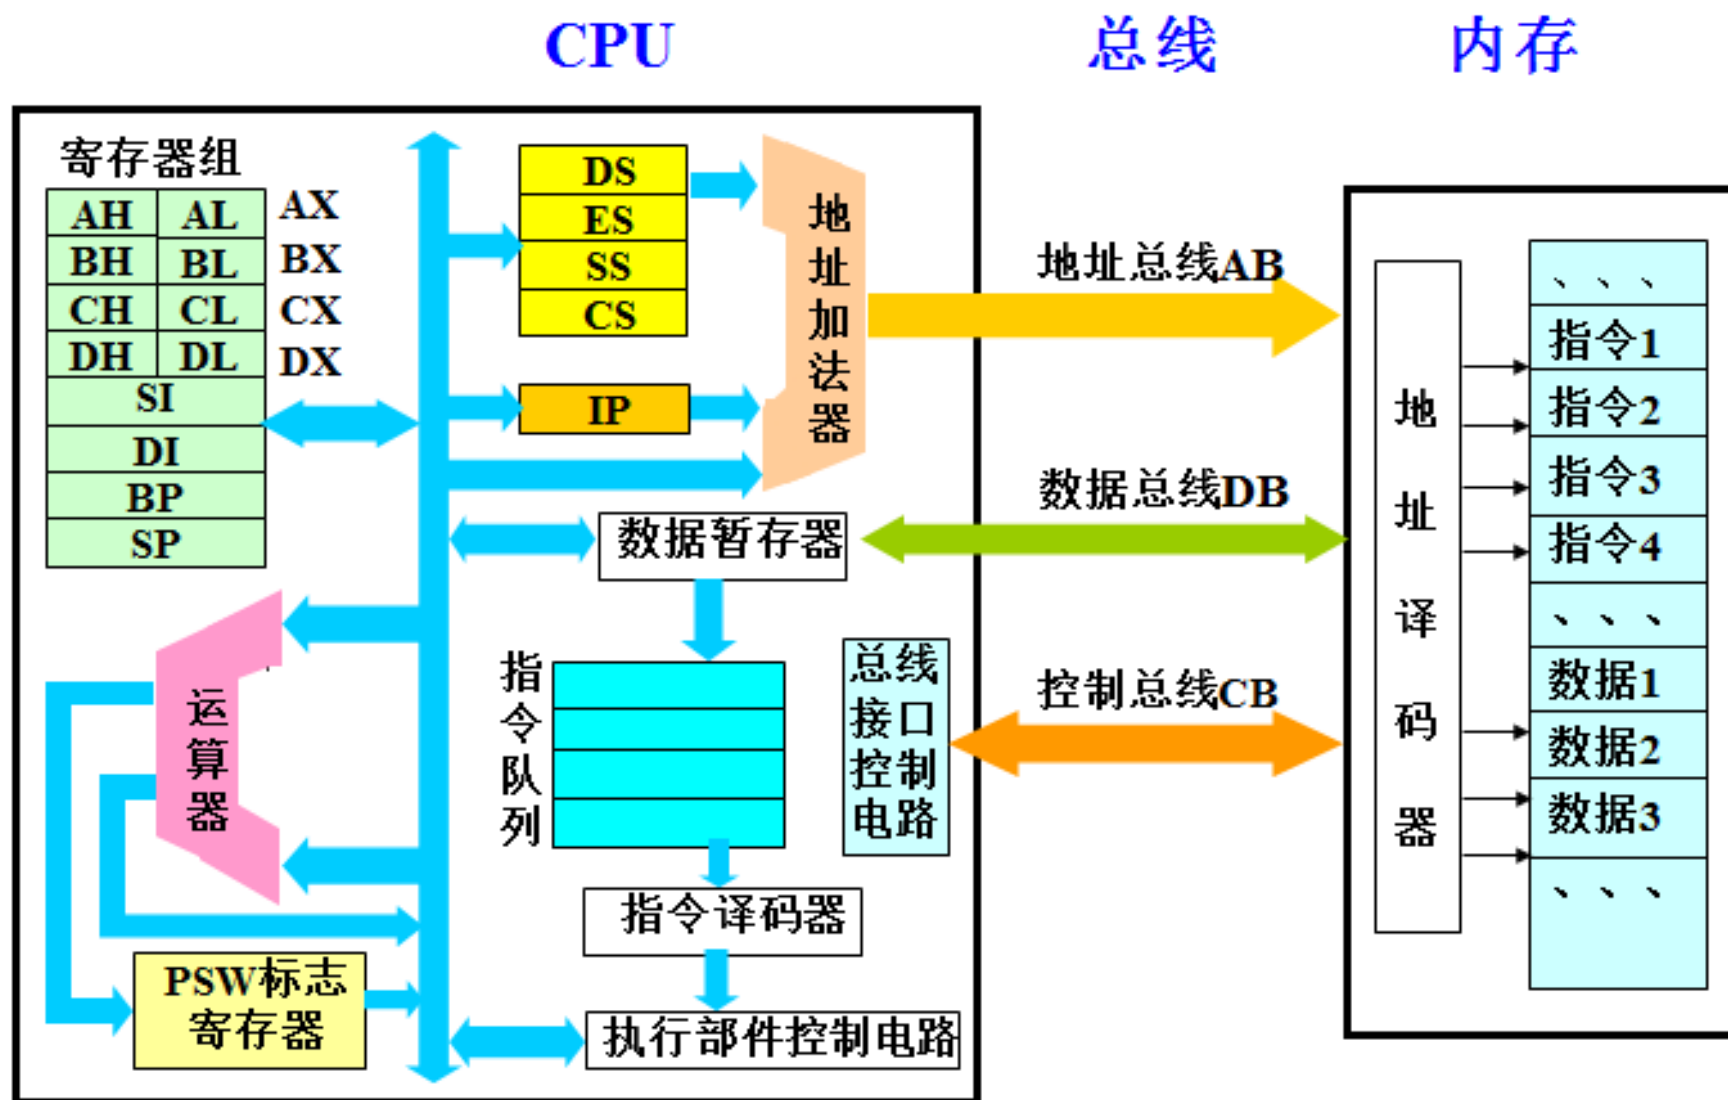 CPU
总线
内存
寄存器组
AH AL AX
BH BL BX
CH CL CX
DH DL DX
SI
DI
BP
SP
DS
ES
SS
CS
IP
地址加法器
数据暂存器
指令队列
总线
接口
控制
电路
指令译码器
执行部件控制电路
运算器
PSW标志
寄存器
地址总线AB
数据总线DB
控制总线CB
地址译码器
、、、
指令1
指令2
指令3
指令4
、、、
数据1
数据2
数据3
、、、